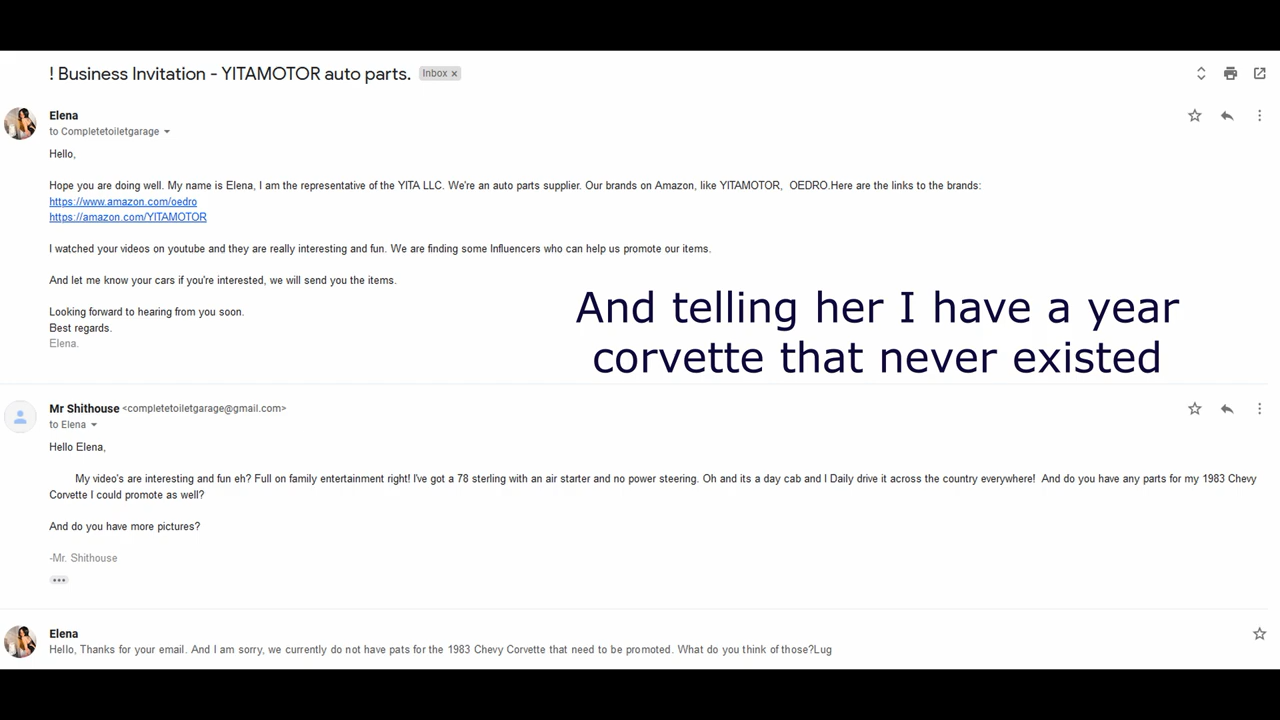 ! Business Invitation - YITAMOTOR auto parts. Inbox x
Elena
to Completetoiletgarage
Hello,
Hope you are doing well. My name is Elena, I am the representative of the YITA LLC. We're an auto parts supplier. Our brands on Amazon, like YITAMOTOR,  OEDRO.Here are the links to the brands:
https://www.amazon.com/oedro
https://amazon.com/YITAMOTOR
I watched your videos on youtube and they are really interesting and fun. We are finding some Influencers who can help us promote our items.
And let me know your cars if you're interested, we will send you the items.
Looking forward to hearing from you soon.
Best regards.
Elena.
And telling her I have a year
corvette that never existed
Mr Shithouse <completetoiletgarage@gmail.com>
to Elena
Hello Elena,
My video's are interesting and fun eh? Full on family entertainment right! I've got a 78 sterling with an air starter and no power steering. Oh and its a day cab and I Daily drive it across the country everywhere!  And do you have any parts for my 1983 Chevy
Corvette I could promote as well?
And do you have more pictures?
-Mr. Shithouse
Elena
Hello, Thanks for your email. And I am sorry, we currently do not have pats for the 1983 Chevy Corvette that need to be promoted. What do you think of those?Lug